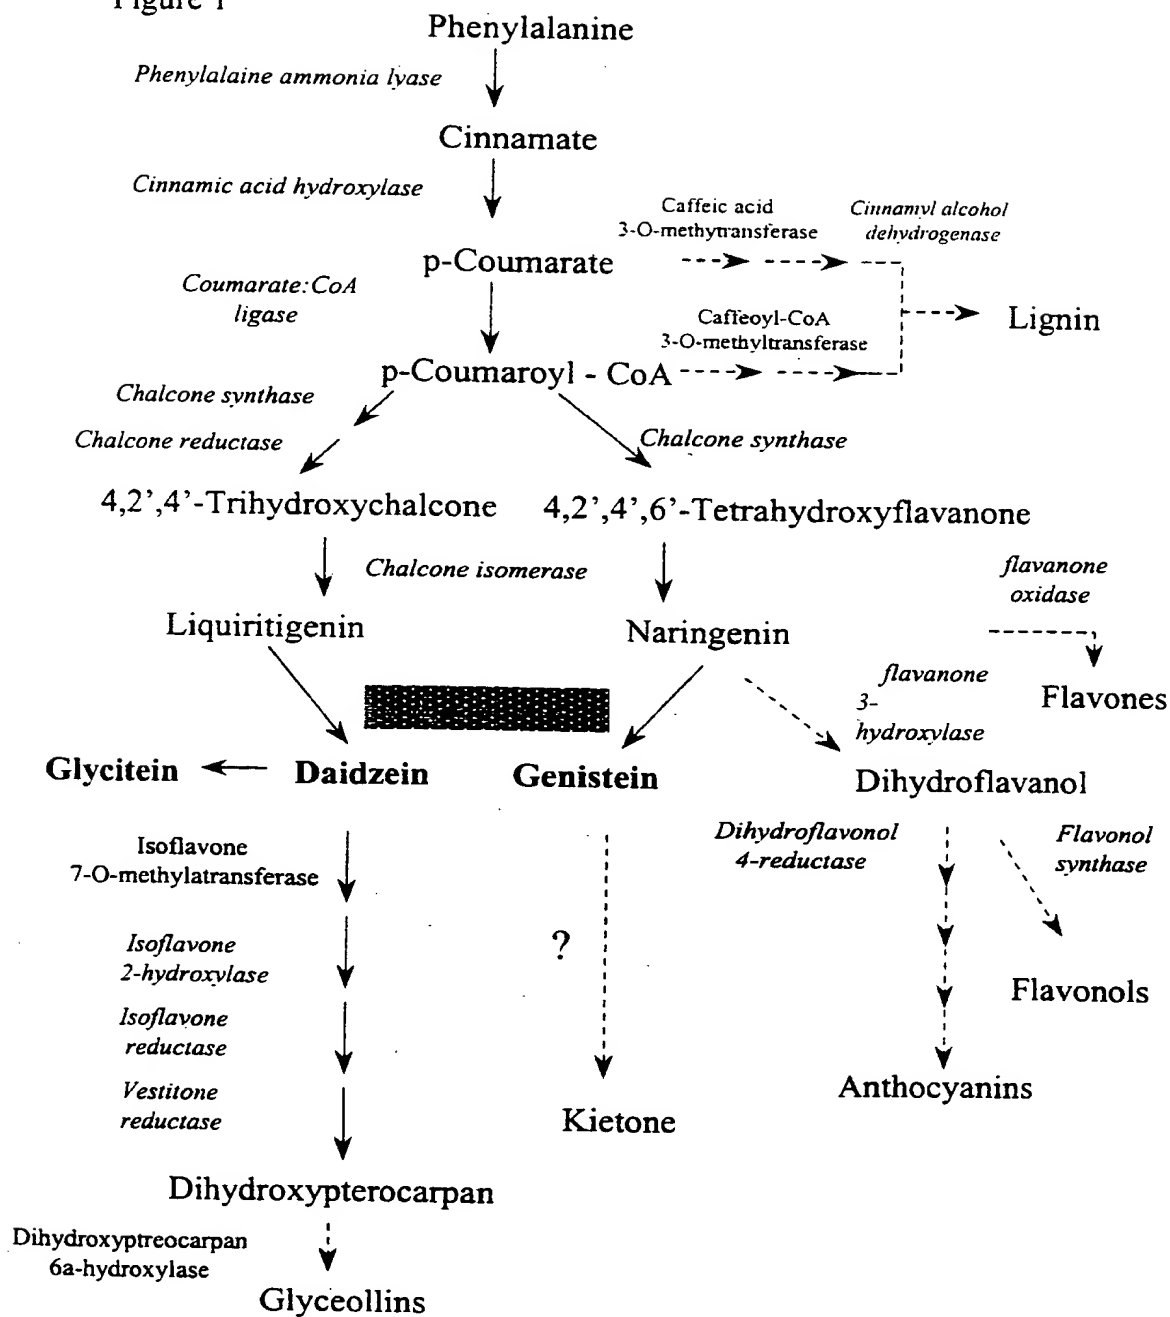 Figure 1
Phenylalanine
Phenylalaine ammonia lyase
Cinnamate
Cinnamic acid hydroxylase
Caffeic acid
3-O-methytransferase
Cinnamyl alcohol
dehydrogenase
p-Coumarate
Coumarate:CoA
ligase
Caffeoyl-CoA
3-O-methyltransferase
Lignin
p-Coumaroyl - CoA
Chalcone synthase
Chalcone reductase
Chalcone synthase
4,2',4'-Trihydroxychalcone
4,2',4',6'-Tetrahydroxyflavanone
Chalcone isomerase
flavanone
oxidase
Liquiritigenin
Naringenin
flavanone
3-
hydroxylase
Flavones
Glycitein
Daidzein
Genistein
Dihydroflavanol
Isoflavone
7-O-methylatransferase
Dihydroflavonol
4-reductase
Flavonol
synthase
Isoflavone
2-hydroxylase
?
Flavonols
Isoflavone
reductase
Vestitone
reductase
Kietone
Anthocyanins
Dihydroxypterocarpan
Dihydroxyptreocarpan
6a-hydroxylase
Glyceollins